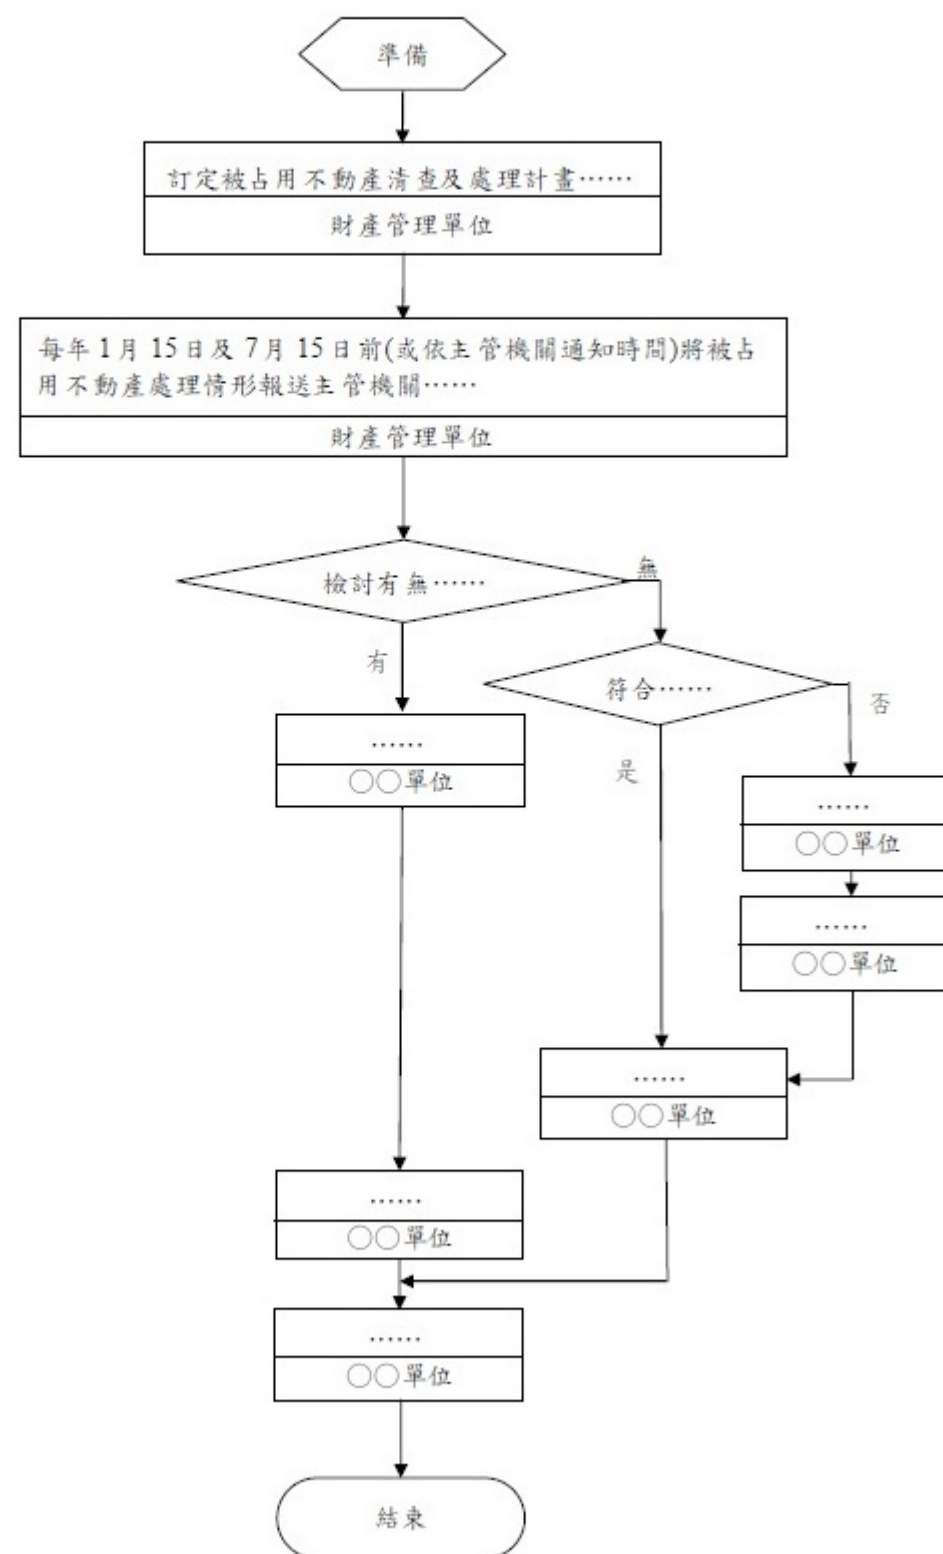 準備
訂定被占用不動產清查及處理計畫……
財產管理單位
每年 1 月 15 日及 7 月 15 日前(或依主管機關通知時間)將被占
用不動產處理情形報送主管機關……
財產管理單位
檢討有無……
無
有
符合……
否
是
……
○○單位
……
○○單位
……
○○單位
……
○○單位
……
○○單位
……
○○單位
結束